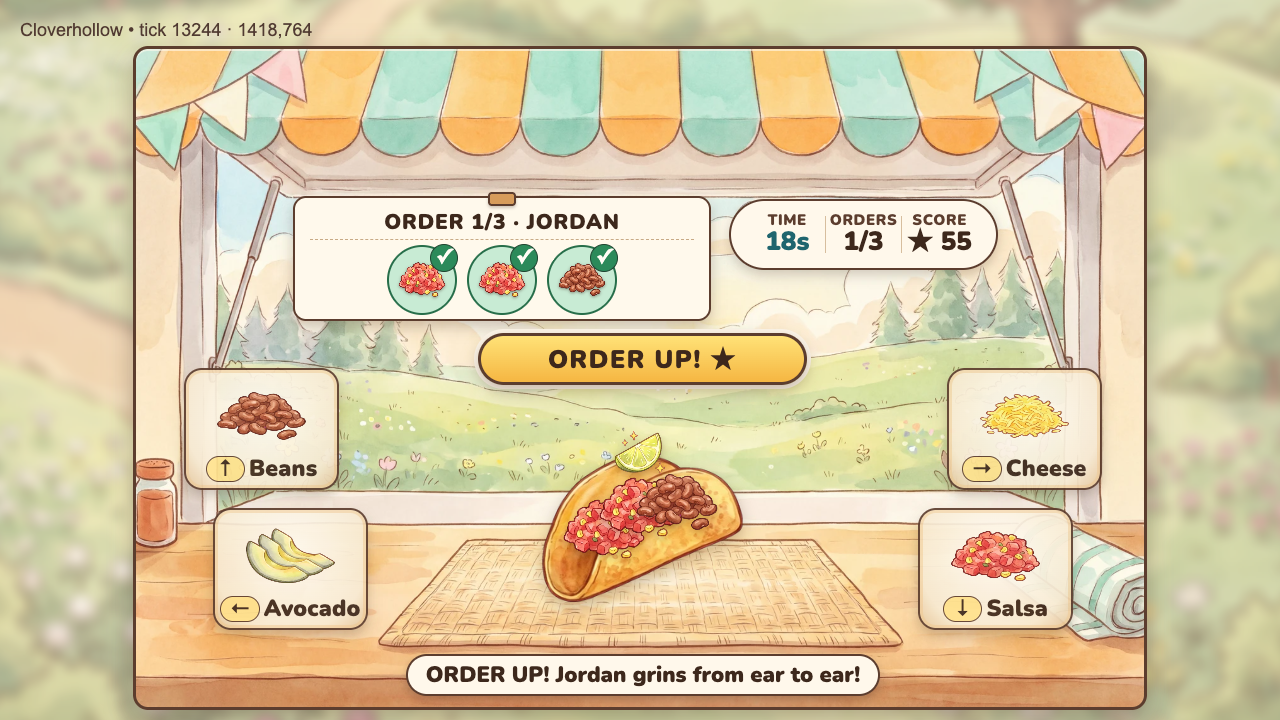 Cloverhollow • tick 13244 · 1418,764
ORDER 1/3 · JORDAN
TIME ORDERS SCORE
18s 1/3 ★ 55
ORDER UP! ★
↑ Beans
→ Cheese
← Avocado
↓ Salsa
ORDER UP! Jordan grins from ear to ear!